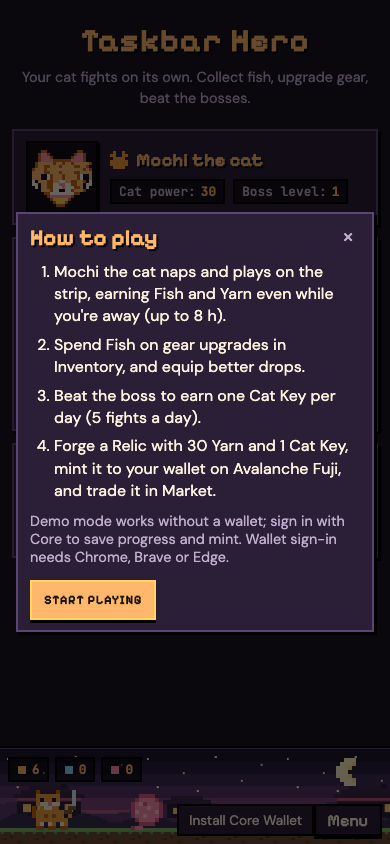 Taskbar Hero
Your cat fights on its own. Collect fish, upgrade gear,
beat the bosses.
Mochi the cat
Cat power: 30 Boss level: 1
How to play ×
1. Mochi the cat naps and plays on the
strip, earning Fish and Yarn even while
you're away (up to 8 h).
2. Spend Fish on gear upgrades in
Inventory, and equip better drops.
3. Beat the boss to earn one Cat Key per
day (5 fights a day).
4. Forge a Relic with 30 Yarn and 1 Cat Key,
mint it to your wallet on Avalanche Fuji,
and trade it in Market.
Demo mode works without a wallet; sign in with
Core to save progress and mint. Wallet sign-in
needs Chrome, Brave or Edge.
START PLAYING
6 0 0
Install Core Wallet Menu